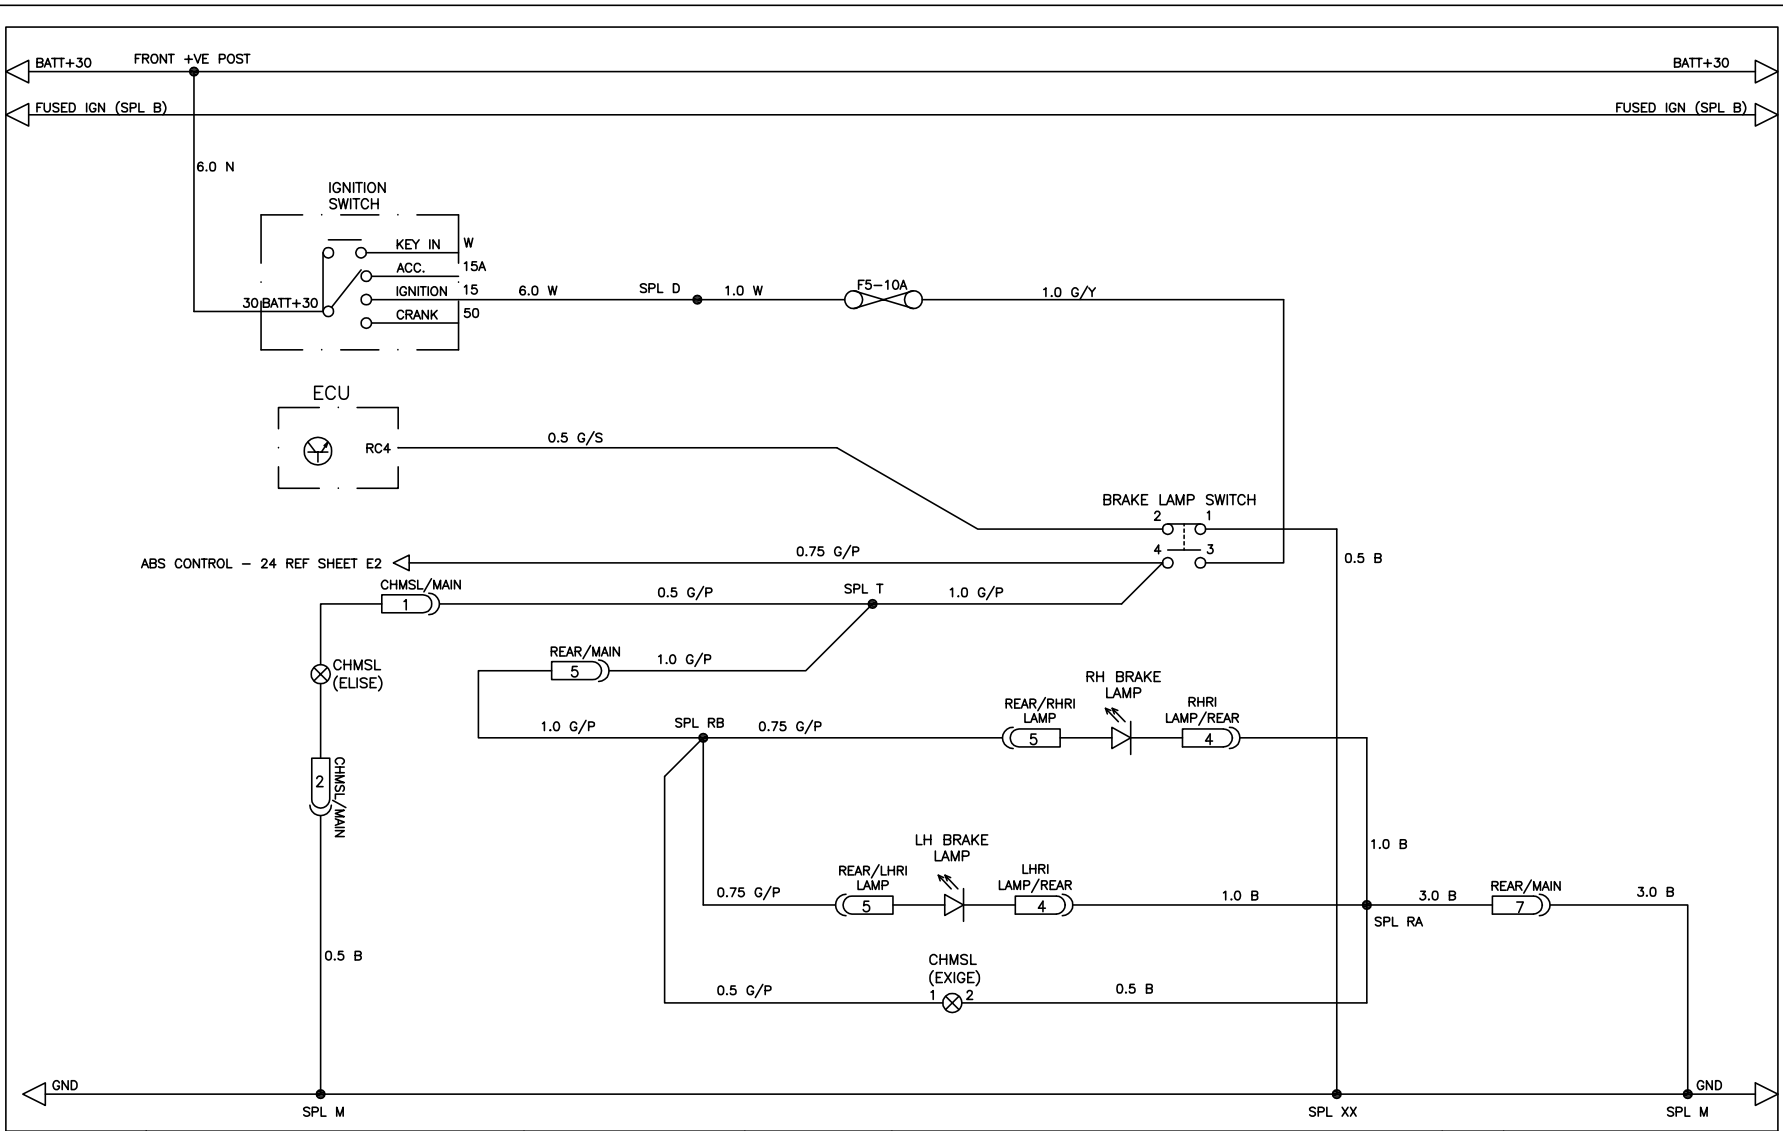 BATT+30
FRONT +VE POST
BATT+30
FUSED IGN (SPL B)
FUSED IGN (SPL B)
6.0 N
IGNITION
SWITCH
KEY IN
W
ACC.
15A
30
BATT+30
IGNITION
15
CRANK
50
6.0 W
SPL D
1.0 W
F5-10A
1.0 G/Y
ECU
RC4
0.5 G/S
BRAKE LAMP SWITCH
2
1
4
3
0.5 B
ABS CONTROL - 24 REF SHEET E2
0.75 G/P
CHMSL/MAIN
1
0.5 G/P
SPL T
1.0 G/P
REAR/MAIN
5
1.0 G/P
CHMSL
(ELISE)
1.0 G/P
SPL RB
0.75 G/P
REAR/RHRI
LAMP
5
RH BRAKE
LAMP
RHRI
LAMP/REAR
4
2
CHMSL/MAIN
1.0 B
0.75 G/P
REAR/LHRI
LAMP
5
LH BRAKE
LAMP
LHRI
LAMP/REAR
4
1.0 B
SPL RA
3.0 B
REAR/MAIN
7
3.0 B
0.5 B
CHMSL
(EXIGE)
0.5 G/P
1
2
0.5 B
GND
GND
SPL M
SPL XX
SPL M